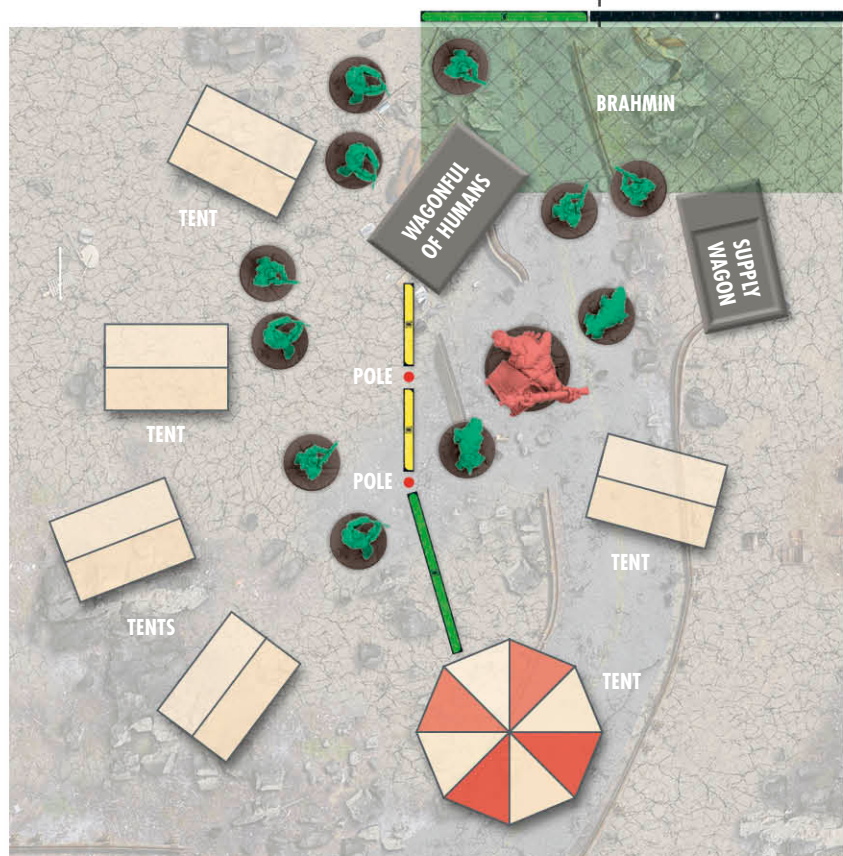 BRAHMIN
WAGONFUL
OF HUMANS
TENT
SUPPLY
WAGON
POLE
TENT
POLE
TENT
TENTS
TENT